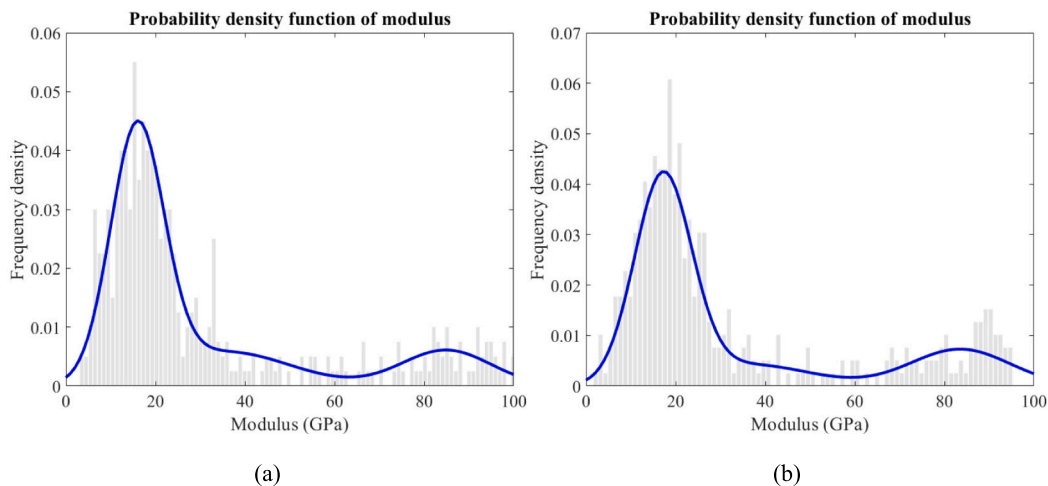 Probability density function of modulus
0.06
0.05
0.04
0.03
0.02
0.01
0
Frequency density
0 20 40 60 80 100
Modulus (GPa)
(a)
Probability density function of modulus
0.07
0.06
0.05
0.04
0.03
0.02
0.01
0
Frequency density
0 20 40 60 80 100
Modulus (GPa)
(b)